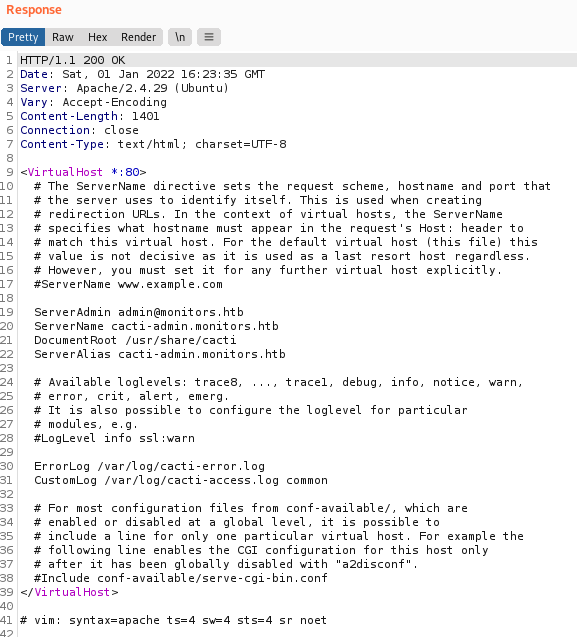 Response
Pretty Raw Hex Render \n ≡
1 HTTP/1.1 200 OK
2 Date: Sat, 01 Jan 2022 16:23:35 GMT
3 Server: Apache/2.4.29 (Ubuntu)
4 Vary: Accept-Encoding
5 Content-Length: 1401
6 Connection: close
7 Content-Type: text/html; charset=UTF-8
8
9 <VirtualHost *:80>
10 # The ServerName directive sets the request scheme, hostname and port that
11 # the server uses to identify itself. This is used when creating
12 # redirection URLs. In the context of virtual hosts, the ServerName
13 # specifies what hostname must appear in the request's Host: header to
14 # match this virtual host. For the default virtual host (this file) this
15 # value is not decisive as it is used as a last resort host regardless.
16 # However, you must set it for any further virtual host explicitly.
17 #ServerName www.example.com
18
19 ServerAdmin admin@monitors.htb
20 ServerName cacti-admin.monitors.htb
21 DocumentRoot /usr/share/cacti
22 ServerAlias cacti-admin.monitors.htb
23
24 # Available loglevels: trace8, ..., trace1, debug, info, notice, warn,
25 # error, crit, alert, emerg.
26 # It is also possible to configure the loglevel for particular
27 # modules, e.g.
28 #LogLevel info ssl:warn
29
30 ErrorLog /var/log/cacti-error.log
31 CustomLog /var/log/cacti-access.log common
32
33 # For most configuration files from conf-available/, which are
34 # enabled or disabled at a global level, it is possible to
35 # include a line for only one particular virtual host. For example the
36 # following line enables the CGI configuration for this host only
37 # after it has been globally disabled with "a2disconf".
38 #Include conf-available/serve-cgi-bin.conf
39 </VirtualHost>
40
41 # vim: syntax=apache ts=4 sw=4 sts=4 sr noet
42